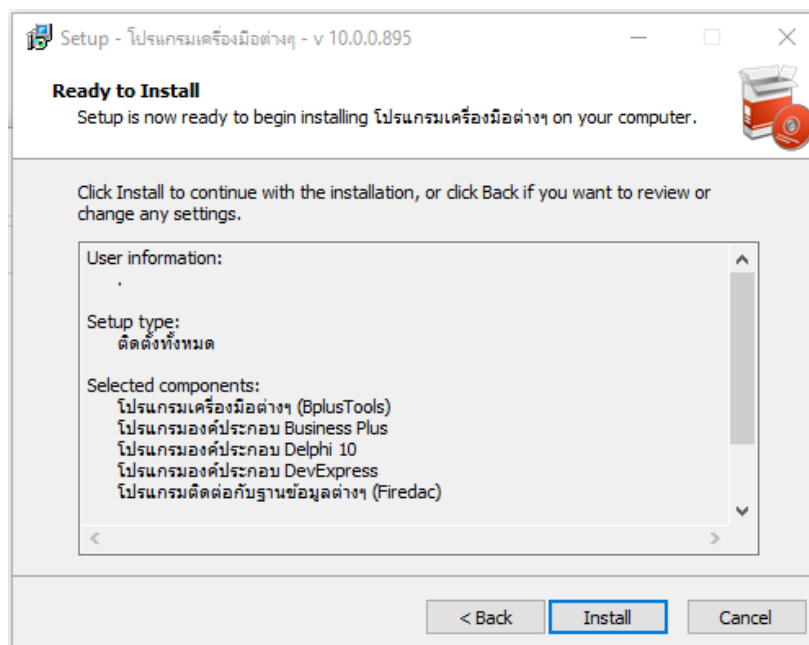 Setup - โปรแกรมเครื่องมือต่างๆ - v 10.0.0.895
Ready to Install
Setup is now ready to begin installing โปรแกรมเครื่องมือต่างๆ on your computer.
Click Install to continue with the installation, or click Back if you want to review or
change any settings.
User information:
.
Setup type:
ติดตั้งทั้งหมด
Selected components:
โปรแกรมเครื่องมือต่างๆ (BplusTools)
โปรแกรมองค์ประกอบ Business Plus
โปรแกรมองค์ประกอบ Delphi 10
โปรแกรมองค์ประกอบ DevExpress
โปรแกรมติดต่อกับฐานข้อมูลต่างๆ (Firedac)
< Back
Install
Cancel